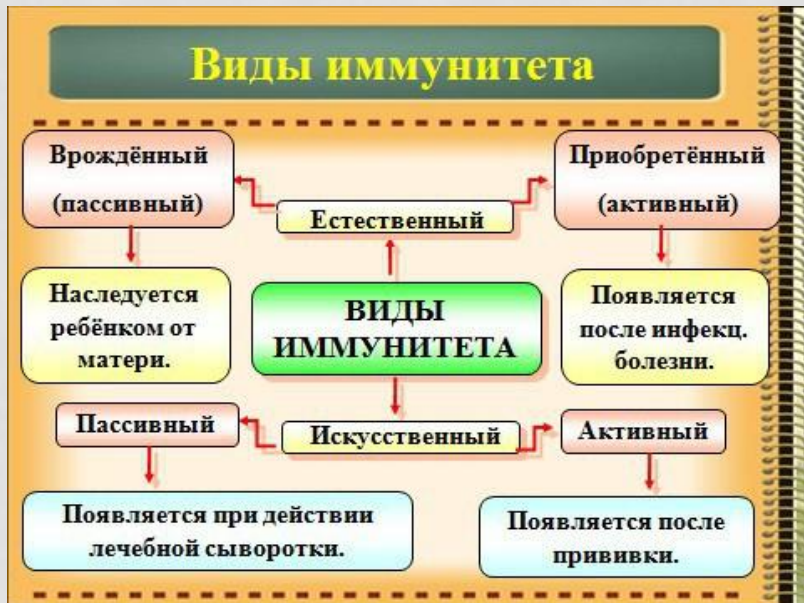 Виды иммунитета
Врождённый
(пассивный)
Естественный
Приобретённый
(активный)
Наследуется
ребёнком от
матери.
ВИДЫ
ИММУНИТЕТА
Появляется
после инфекц.
болезни.
Пассивный
Искусственный
Активный
Появляется при действии
лечебной сыворотки.
Появляется после
прививки.